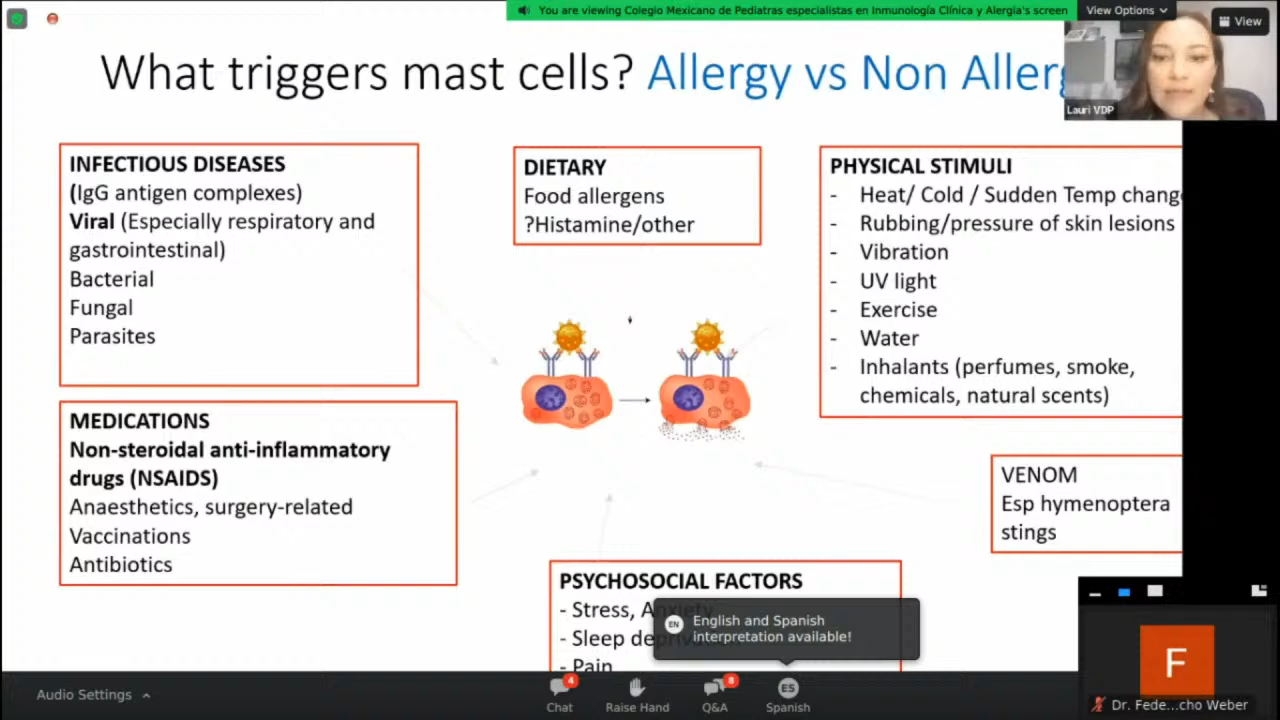 You are viewing Colegio Mexicano de Pediatras especialistas en Inmunología Clínica y Alergia's screen
View Options
View
What triggers mast cells? Allergy vs Non Allerg
Lauri VDP
INFECTIOUS DISEASES
(IgG antigen complexes)
Viral (Especially respiratory and
gastrointestinal)
Bacterial
Fungal
Parasites
DIETARY
Food allergens
?Histamine/other
PHYSICAL STIMULI
- Heat/ Cold / Sudden Temp chang
- Rubbing/pressure of skin lesions
- Vibration
- UV light
- Exercise
- Water
- Inhalants (perfumes, smoke,
chemicals, natural scents)
MEDICATIONS
Non-steroidal anti-inflammatory
drugs (NSAIDS)
Anaesthetics, surgery-related
Vaccinations
Antibiotics
VENOM
Esp hymenoptera
stings
PSYCHOSOCIAL FACTORS
- Stress, Anxiety
- Sleep deprivation
- Pain
EN
English and Spanish
interpretation available!
F
Dr. Fede...cho Weber
Audio Settings
4
Chat
Raise Hand
8
Q&A
ES
Spanish